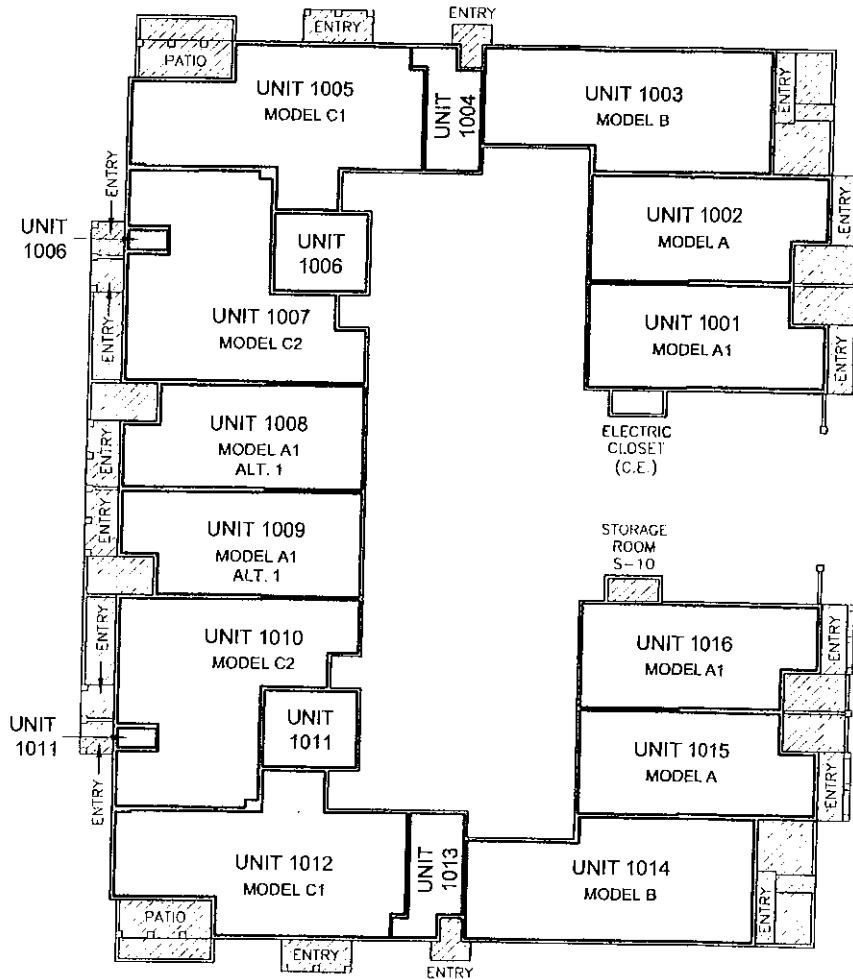 ENTRY
ENTRY
PATIO
UNIT 1005
MODEL C1
UNIT
1004
UNIT 1003
MODEL B
ENTRY
ENTRY
UNIT
1006
UNIT
1006
UNIT 1002
MODEL A
ENTRY
UNIT 1007
MODEL C2
ENTRY
UNIT 1001
MODEL A1
ENTRY
UNIT 1008
MODEL A1
ALT. 1
ENTRY
ELECTRIC
CLOSET
(C.E.)
UNIT 1009
MODEL A1
ALT. 1
ENTRY
STORAGE
ROOM
S-10
UNIT 1010
MODEL C2
ENTRY
UNIT 1016
MODEL A1
ENTRY
UNIT
1011
UNIT
1011
UNIT 1015
MODEL A
ENTRY
ENTRY
UNIT 1012
MODEL C1
UNIT
1013
UNIT 1014
MODEL B
ENTRY
PATIO
ENTRY
ENTRY